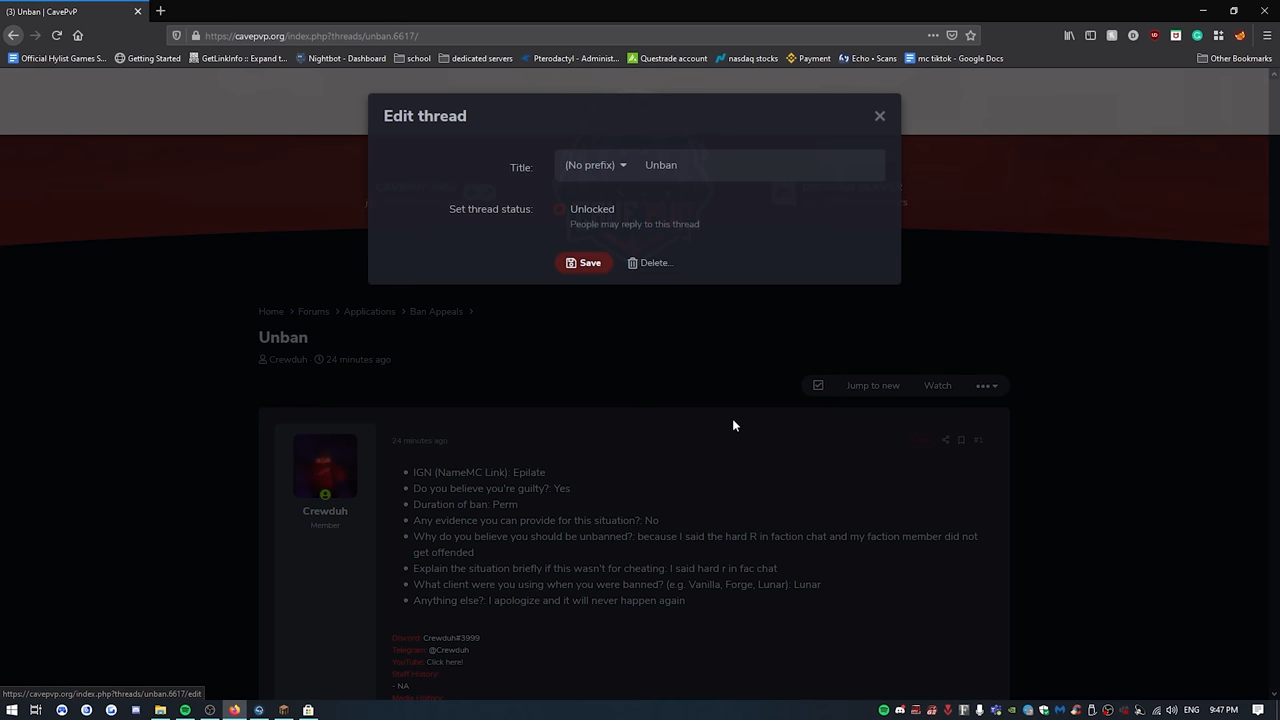 (3) Unban | CavePvP
https://cavepvp.org/index.php?threads/unban.6617/
Official Hylist Games S...
Getting Started
GetLinkInfo :: Expand t...
Nightbot - Dashboard
school
dedicated servers
Pterodactyl - Administ...
Questrade account
nasdaq stocks
Payment
Echo • Scans
mc tiktok - Google Docs
Other Bookmarks
Edit thread
Title:
(No prefix)
Unban
Set thread status:
Unlocked
People may reply to this thread
Save
Delete...
Home > Forums > Applications > Ban Appeals >
Unban
Crewduh · 24 minutes ago
Jump to new
Watch
24 minutes ago
#1
Crewduh
Member
IGN (NameMC Link): Epilate
Do you believe you're guilty?: Yes
Duration of ban: Perm
Any evidence you can provide for this situation?: No
Why do you believe you should be unbanned?: because I said the hard R in faction chat and my faction member did not
get offended
Explain the situation briefly if this wasn't for cheating: I said hard r in fac chat
What client were you using when you were banned? (e.g. Vanilla, Forge, Lunar): Lunar
Anything else?: I apologize and it will never happen again
Discord: Crewduh#3999
Telegram: @Crewduh
YouTube: Click here!
Staff History:
- NA
Media History:
https://cavepvp.org/index.php?threads/unban.6617/edit
ENG
9:47 PM